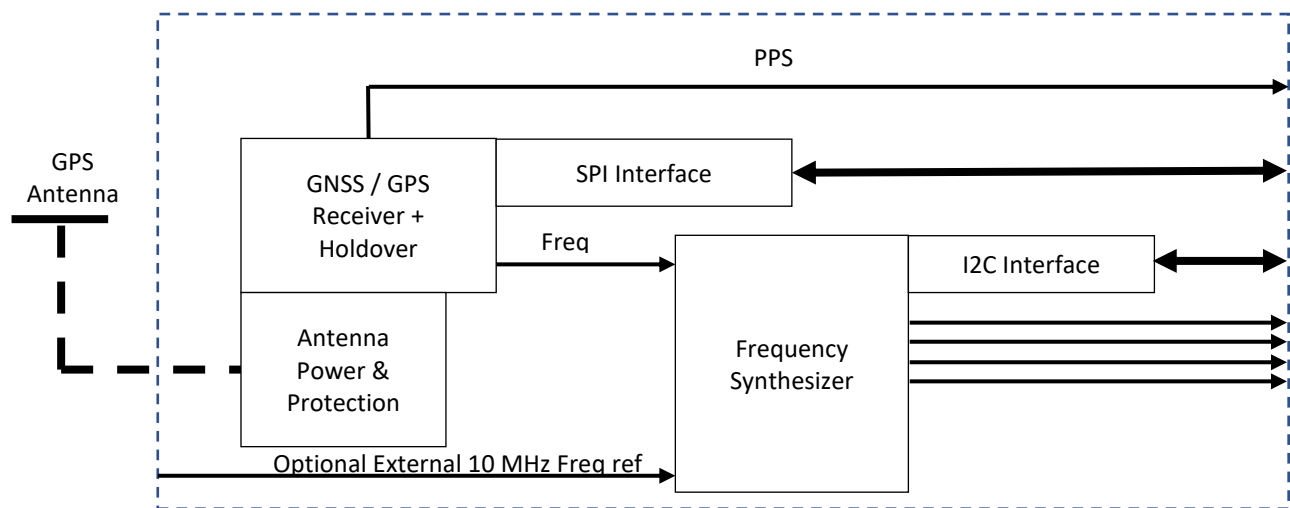 PPS
GPS
Antenna
GNSS / GPS
Receiver +
Holdover
SPI Interface
Freq
I2C Interface
Antenna
Power &
Protection
Frequency
Synthesizer
Optional External 10 MHz Freq ref